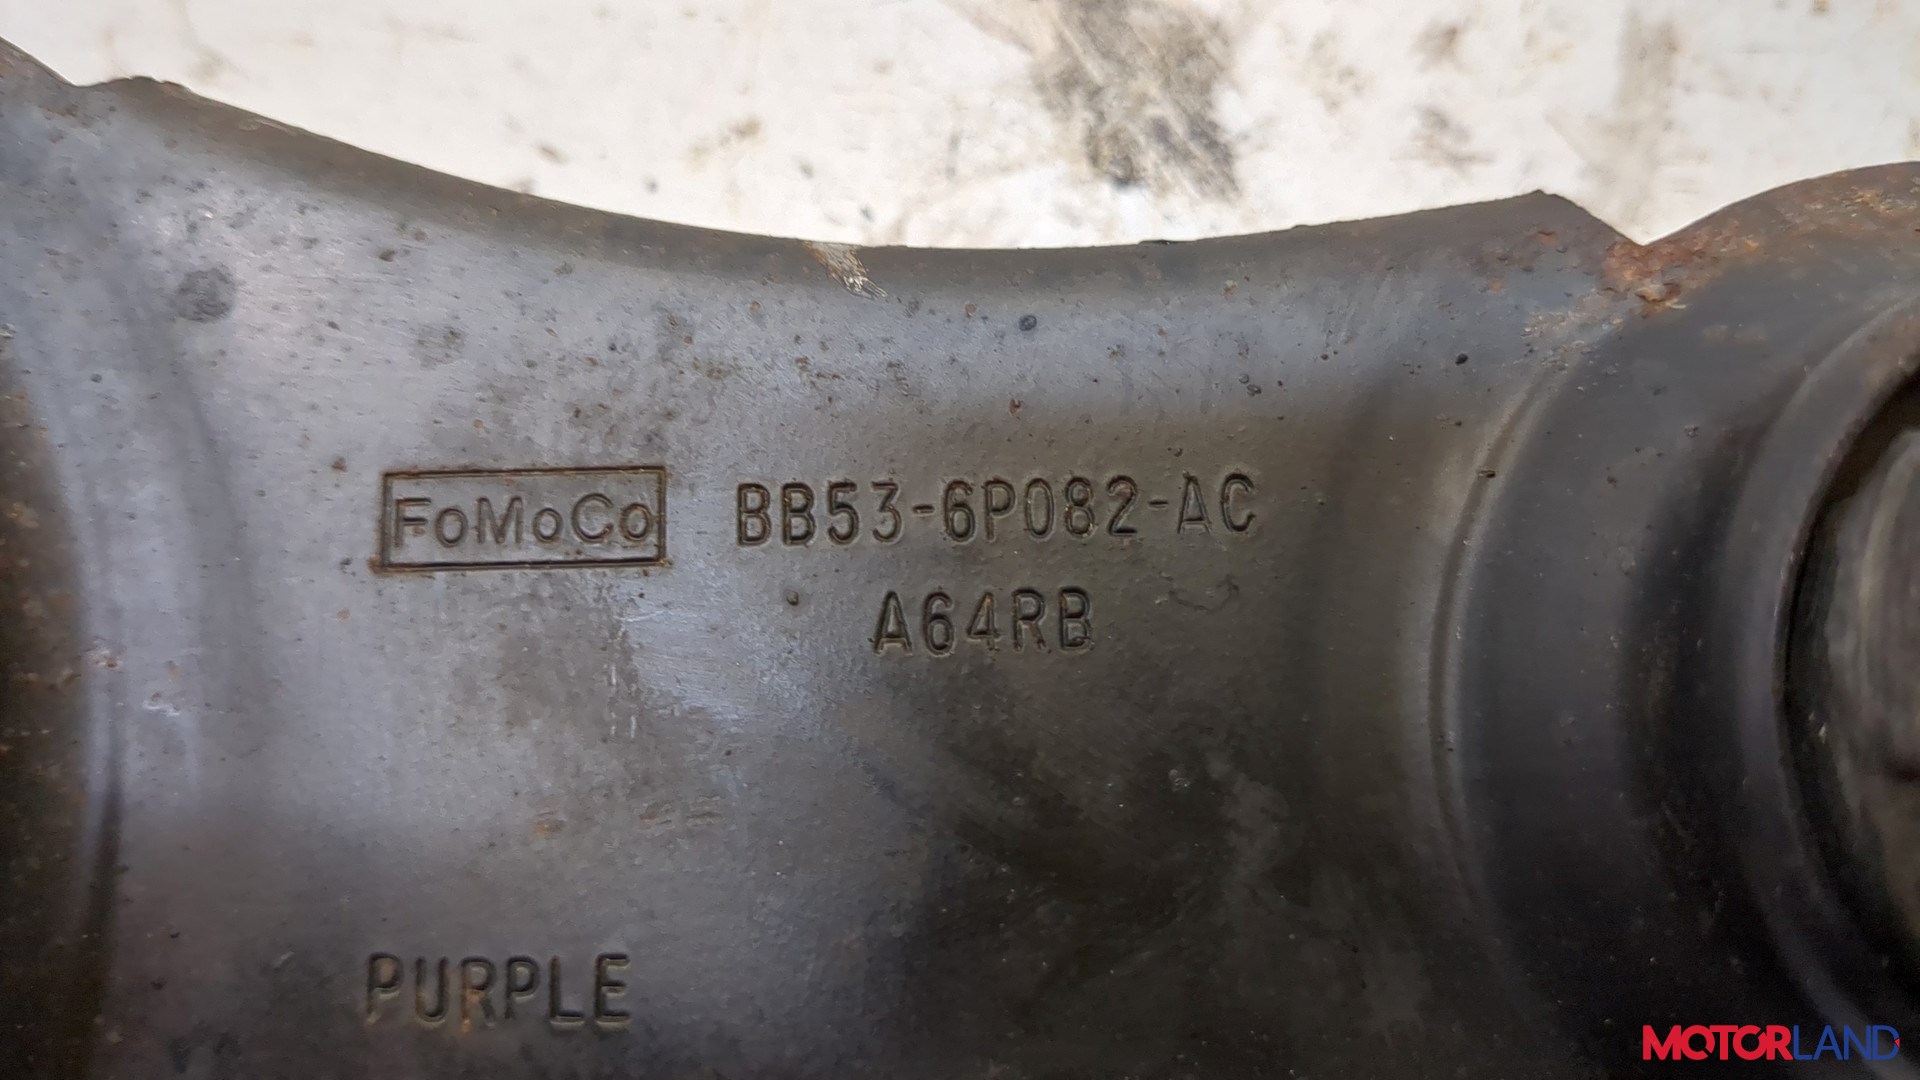 FoMoCo BB53-6P082-AC
A64RB
PURPLE
MOTORLAND